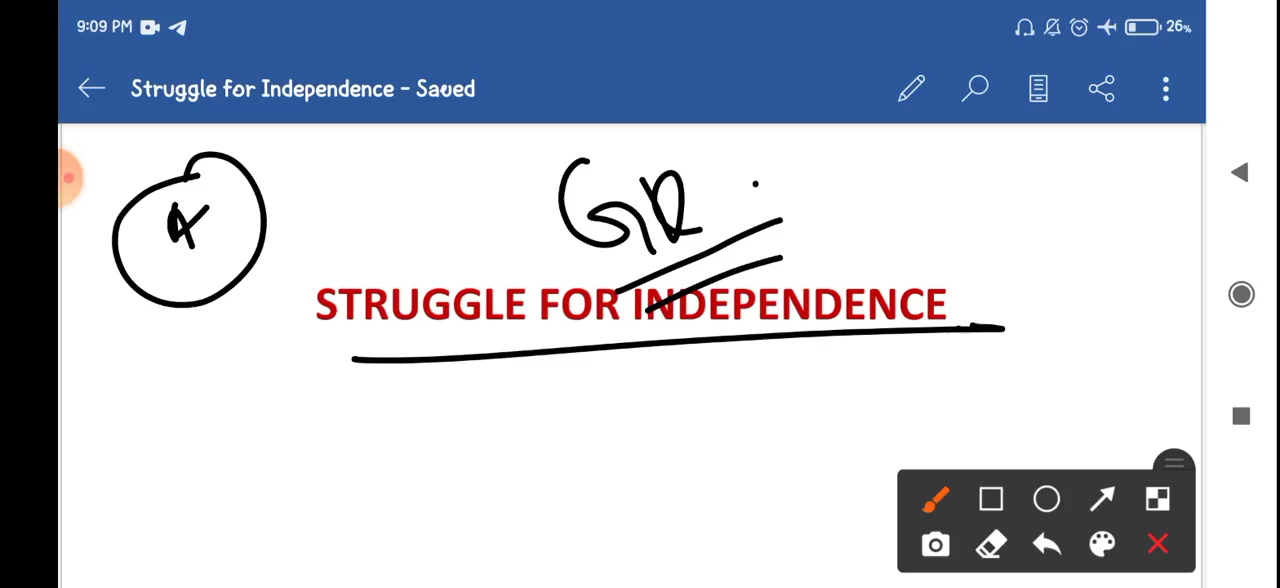 9:09 PM 26%
Struggle for Independence - Saved
GR
STRUGGLE FOR INDEPENDENCE